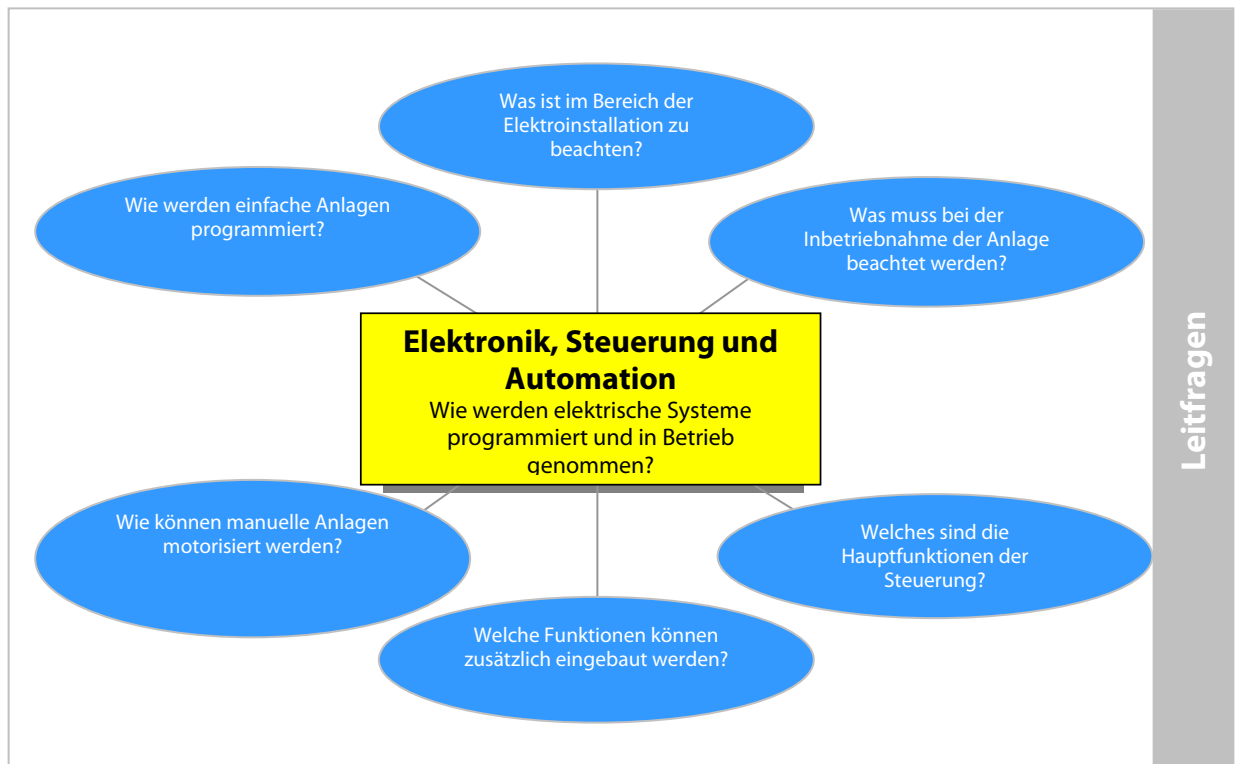 Was ist im Bereich der
Elektroinstallation zu
beachten?
Wie werden einfache Anlagen
programmiert?
Was muss bei der
Inbetriebnahme der Anlage
beachtet werden?
Elektronik, Steuerung und
Automation
Wie werden elektrische Systeme
programmiert und in Betrieb
genommen?
Wie können manuelle Anlagen
motorisiert werden?
Welches sind die
Hauptfunktionen der
Steuerung?
Welche Funktionen können
zusätzlich eingebaut werden?
Leitfragen